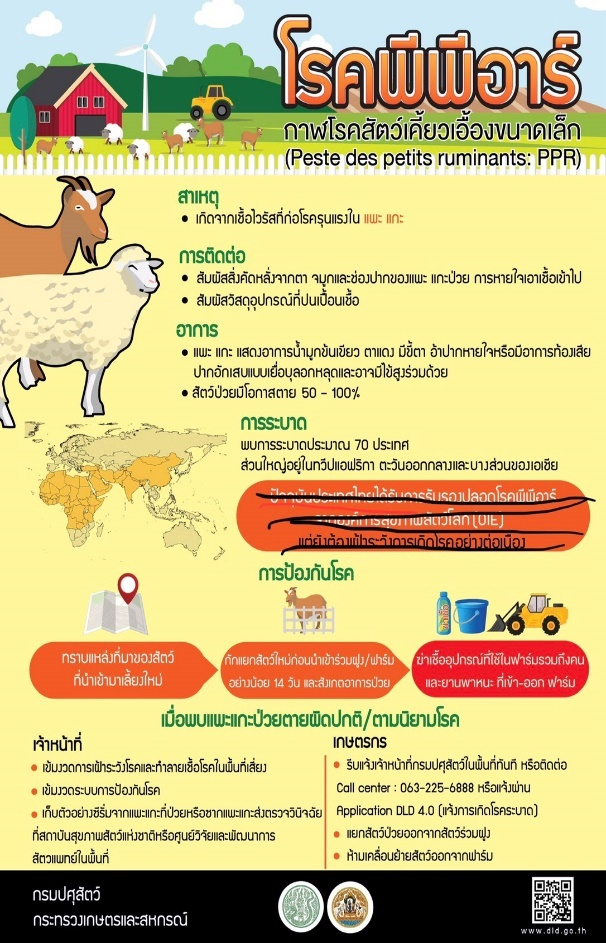 โรคพีพีอาร์
กาฬโรคสัตว์เคี้ยวเอื้องขนาดเล็ก
(Peste des petits ruminants: PPR)
สาเหตุ
• เกิดจากเชื้อไวรัสที่ก่อโรครุนแรงใน แพะ แกะ
การติดต่อ
• สัมผัสสิ่งคัดหลั่งจากตา จมูกและช่องปากของแพะ แกะป่วย การหายใจเอาเชื้อเข้าไป
• สัมผัสวัสดุอุปกรณ์ที่ปนเปื้อนเชื้อ
อาการ
• แพะ แกะ แสดงอาการน้ำมูกข้นเขียว ตาแดง มีขี้ตา อ้าปากหายใจหรือมีอาการท้องเสีย
ปากอักเสบแบบเยื่อบุลอกหลุดและอาจมีไข้สูงร่วมด้วย
• สัตว์ป่วยมีโอกาสตาย 50 - 100%
การระบาด
พบการระบาดประมาณ 70 ประเทศ
ส่วนใหญ่อยู่ในทวีปแอฟริกา ตะวันออกกลางและบางส่วนของเอเชีย
ปัจจุบันประเทศไทยได้รับการรับรองปลอดโรคพีพีอาร์
องค์การสุขภาพสัตว์โลก (OIE)
แต่ยังต้องเฝ้าระวังการเกิดโรคอย่างต่อเนื่อง
การป้องกันโรค
ทราบแหล่งที่มาของสัตว์
ที่นำเข้ามาเลี้ยงใหม่
กักแยกสัตว์ใหม่ก่อนนำเข้าร่วมฝูง/ฟาร์ม
อย่างน้อย 14 วัน และสังเกตอาการป่วย
ฆ่าเชื้ออุปกรณ์ที่ใช้ในฟาร์มรวมถึงคน
และยานพาหนะ ที่เข้า-ออก ฟาร์ม
เมื่อพบแพะแกะป่วยตายผิดปกติ/ตามนิยามโรค
เจ้าหน้าที่
• เข้มงวดการเฝ้าระวังโรคและทำลายเชื้อโรคในพื้นที่เสี่ยง
• เข้มงวดระบบการป้องกันโรค
• เก็บตัวอย่างซีรั่มจากแพะแกะที่ป่วยหรือซากแพะแกะส่งตรวจวินิจฉัย
ที่สถาบันสุขภาพสัตว์แห่งชาติหรือศูนย์วิจัยและพัฒนาการ
สัตวแพทย์ในพื้นที่
เกษตรกร
• รีบแจ้งเจ้าหน้าที่กรมปศุสัตว์ในพื้นที่ทันที หรือติดต่อ
Call center : 063-225-6888 หรือแจ้งผ่าน
Application DLD 4.0 (แจ้งการเกิดโรคระบาด)
• แยกสัตว์ป่วยออกจากสัตว์ร่วมฝูง
• ห้ามเคลื่อนย้ายสัตว์ออกจากฟาร์ม
กรมปศุสัตว์
กระทรวงเกษตรและสหกรณ์
www.dld.go.th